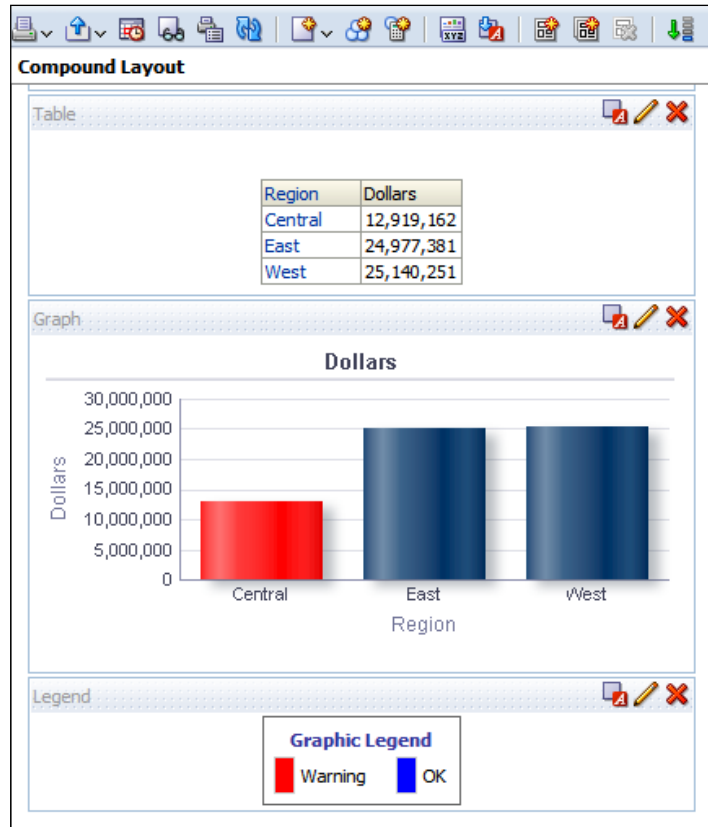 XYZ
Compound Layout
Table
Region Dollars
Central 12,919,162
East 24,977,381
West 25,140,251
Graph
Dollars
30,000,000
25,000,000
20,000,000
15,000,000
10,000,000
5,000,000
0
Dollars
Central East West
Region
Legend
Graphic Legend
Warning OK